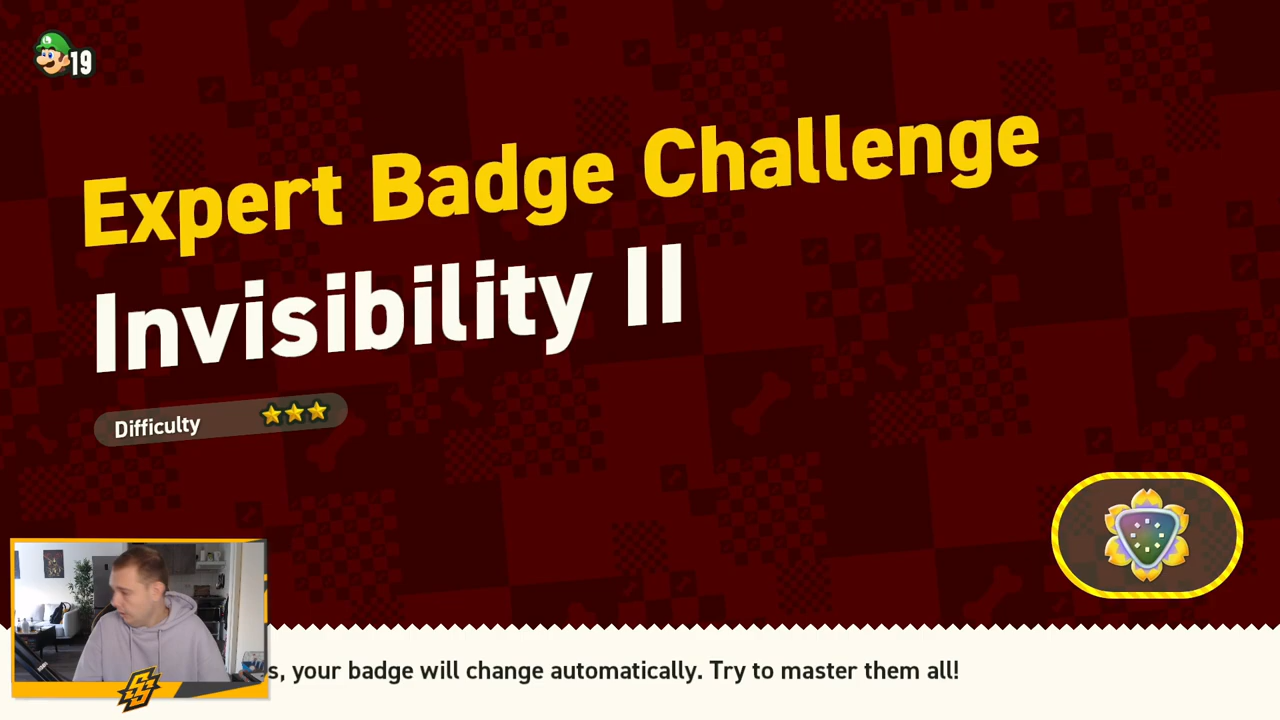 19
Expert Badge Challenge
Invisibility II
Difficulty
your badge will change automatically. Try to master them all!